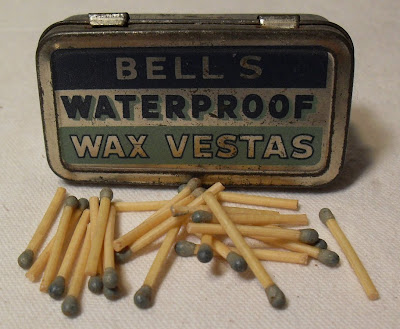 BELL'S
WATERPROOF
WAX VESTAS